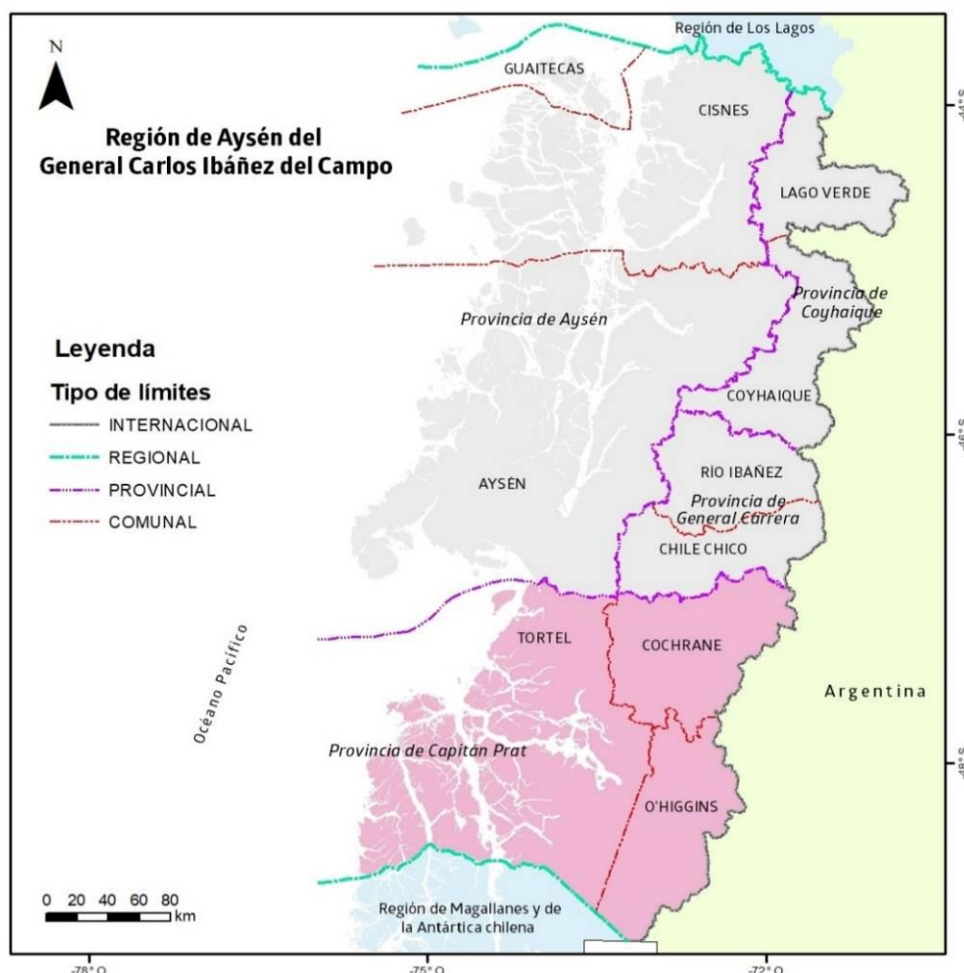 Región de Los Lagos
N
GUAITECAS
CISNES
44°S
Región de Aysén del
General Carlos Ibáñez del Campo
LAGO VERDE
Provincia de
Coyhaique
Provincia de Aysén
Leyenda
Tipo de límites
INTERNACIONAL
REGIONAL
PROVINCIAL
COMUNAL
COYHAIQUE
46°S
RÍO IBÁÑEZ
Provincia de
General Carrera
AYSÉN
CHILE CHICO
TORTEL
COCHRANE
Océano Pacífico
Argentina
Provincia de Capitán Prat
48°S
O'HIGGINS
0 20 40 60 80
km
Región de Magallanes y de
la Antártica chilena
-78°O
-75°O
-72°O